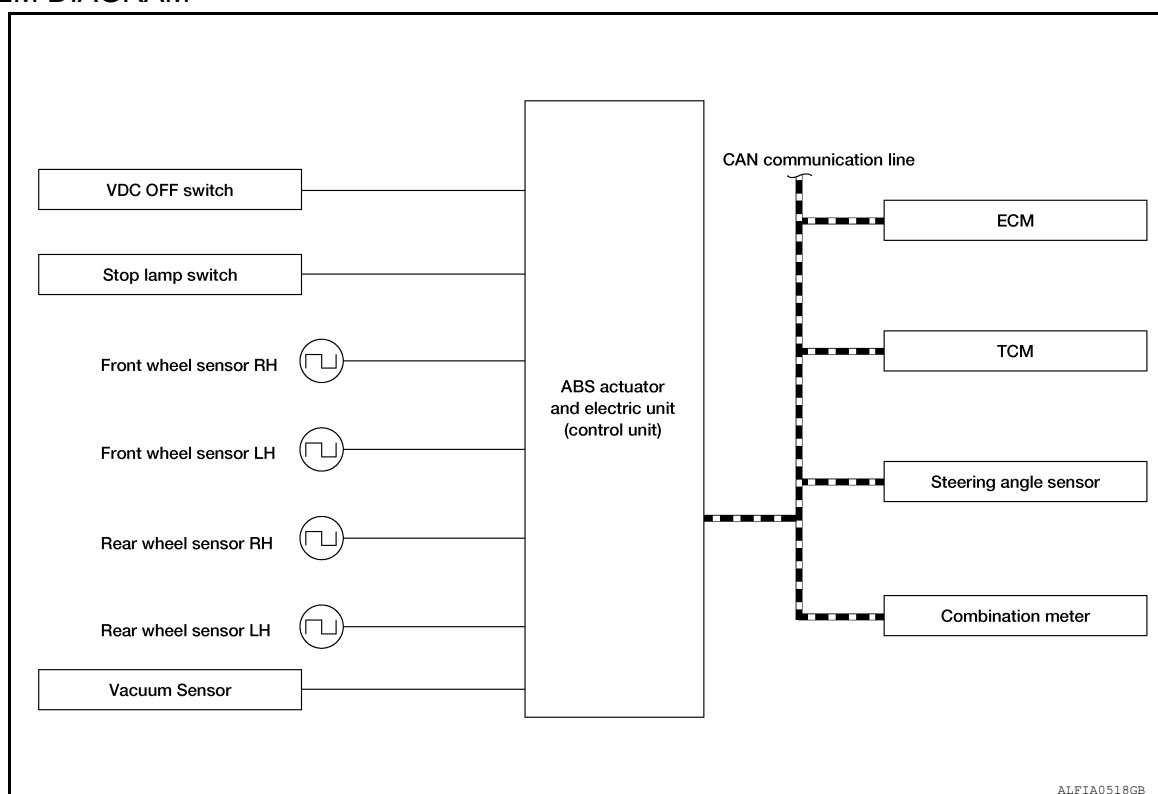 EM DIAGRAM
CAN communication line
VDC OFF switch
ECM
Stop lamp switch
Front wheel sensor RH
TCM
ABS actuator
and electric unit
(control unit)
Front wheel sensor LH
Steering angle sensor
Rear wheel sensor RH
Combination meter
Rear wheel sensor LH
Vacuum Sensor
ALFIA0518GB